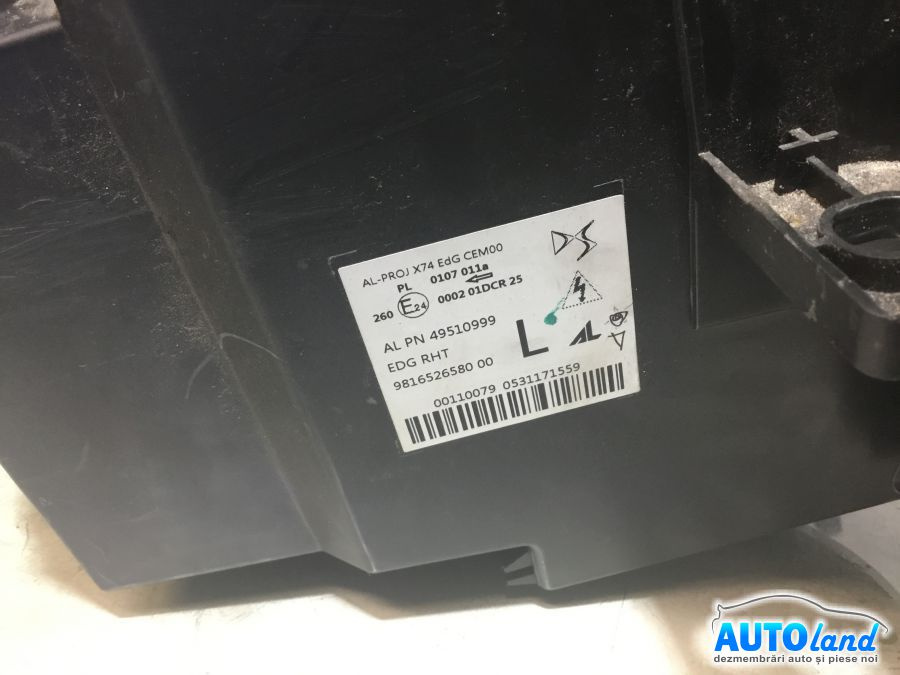 AL-PROJ X74 EdG CEM00
DS
PL 0107 011a
260 E24 0002 01DCR 25
AL PN 49510999
EDG RHT
L AL
9816526580 00
00110079 0531171559
AUTOland
dezmembrări auto și piese noi